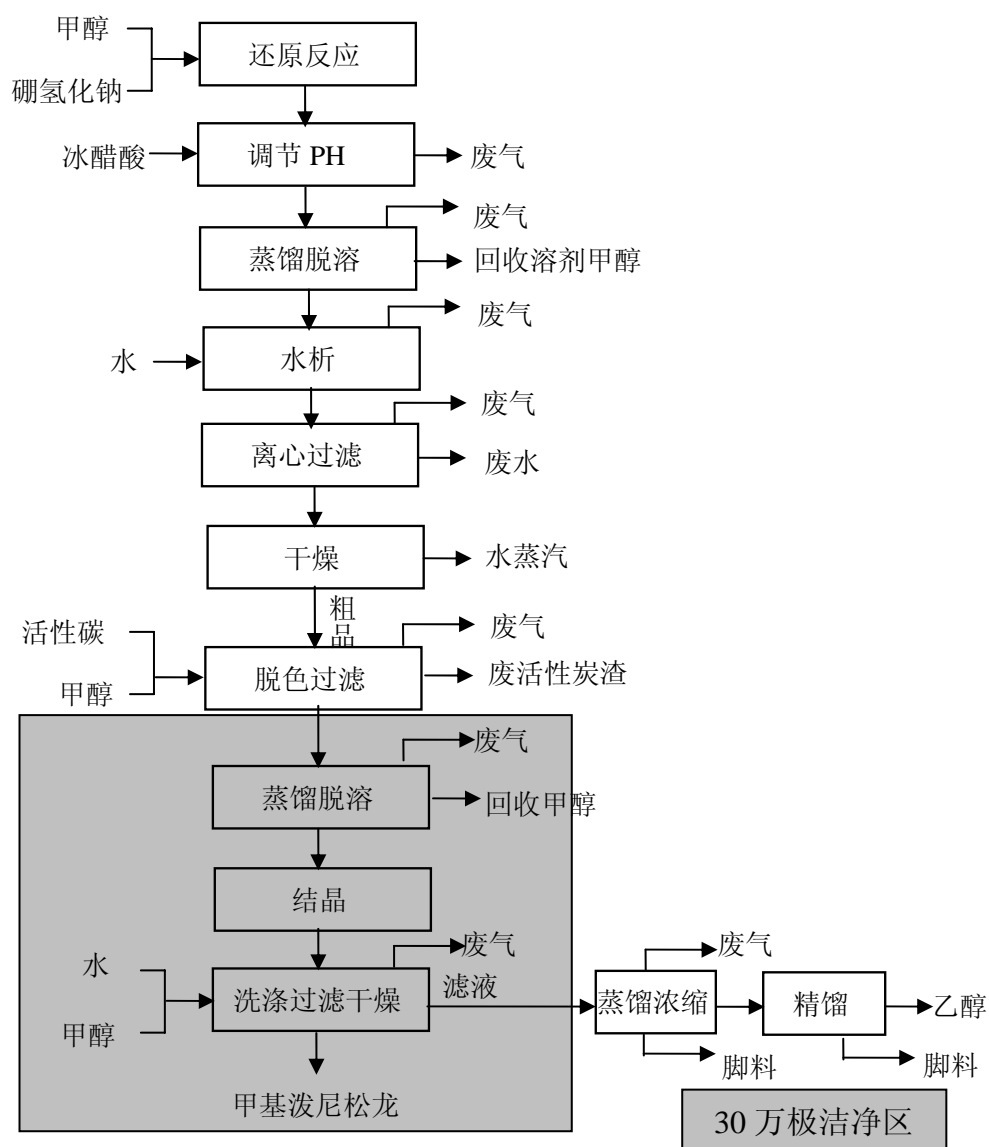 甲醇
硼氢化钠
还原反应
冰醋酸
调节 PH
废气
废气
蒸馏脱溶
回收溶剂甲醇
废气
水
水析
废气
离心过滤
废水
干燥
水蒸汽
粗
品
活性碳
甲醇
废气
脱色过滤
废活性炭渣
废气
蒸馏脱溶
回收甲醇
结晶
废气
水
甲醇
洗涤过滤干燥
滤液
废气
蒸馏浓缩
精馏
乙醇
脚料
脚料
甲基泼尼松龙
30 万极洁净区